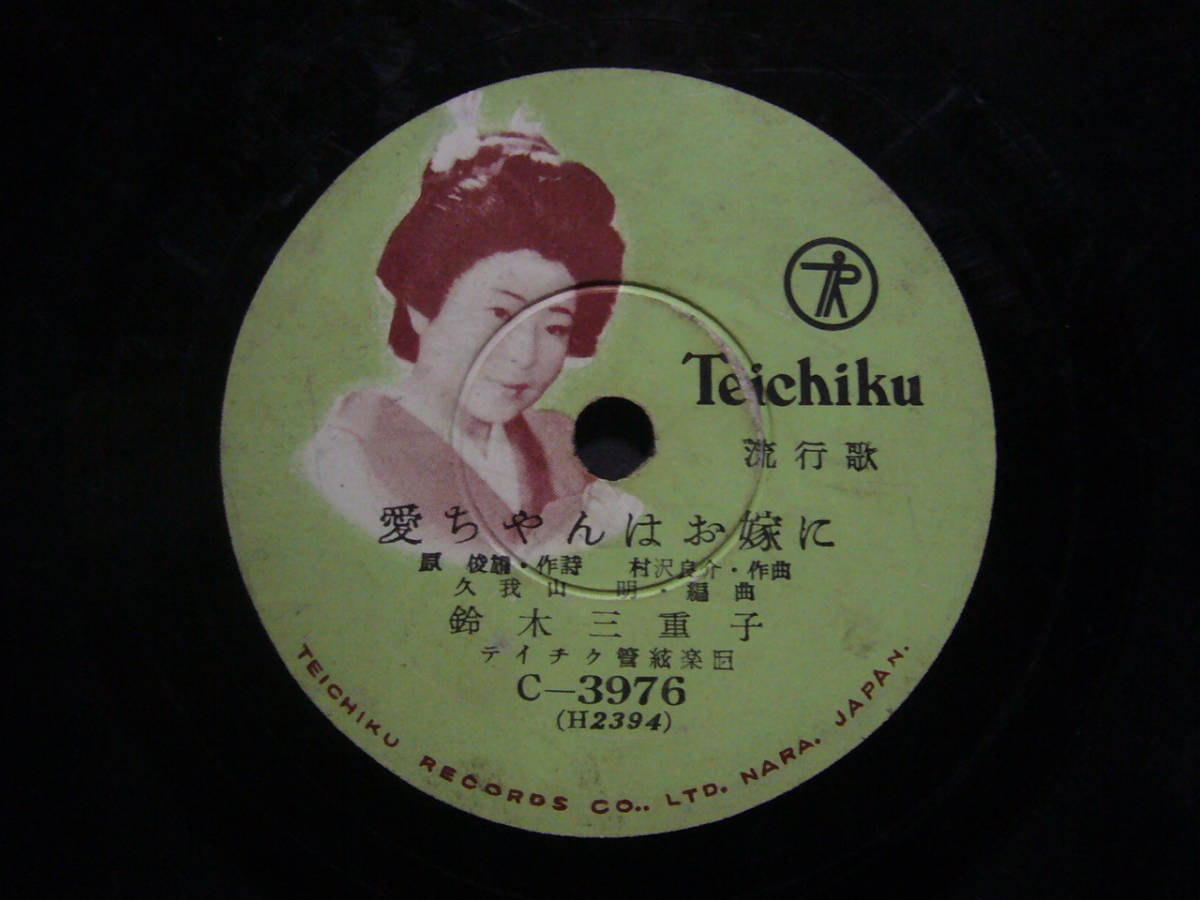 Teichiku
流行歌
愛ちやんはお嫁に
原 俊雄・作詩 村沢良介・作曲
久我山 明・編曲
鈴木三重子
テイチク管絃楽団
C—3976
(H2394)
TEICHIKU RECORDS CO., LTD. NARA, JAPAN.